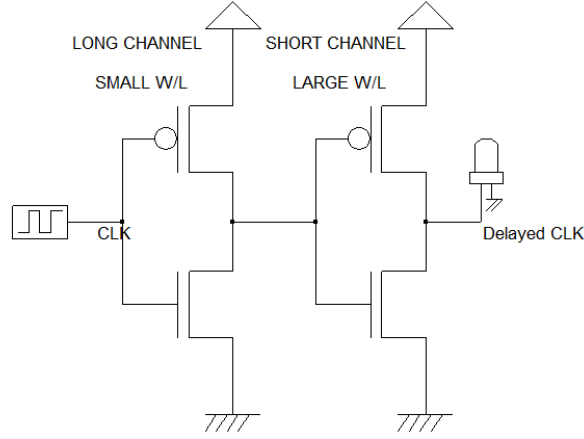 LONG CHANNEL
SMALL W/L
SHORT CHANNEL
LARGE W/L
CLK
Delayed CLK